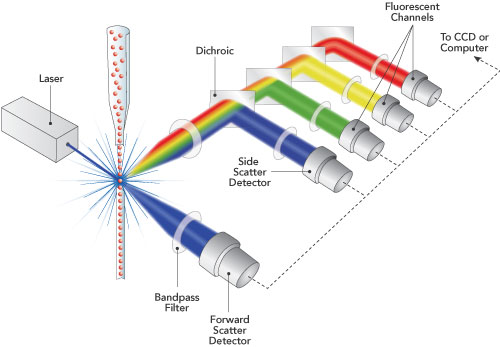 Fluorescent
Channels
To CCD or
Computer
Dichroic
Laser
Side
Scatter
Detector
Bandpass
Filter
Forward
Scatter
Detector